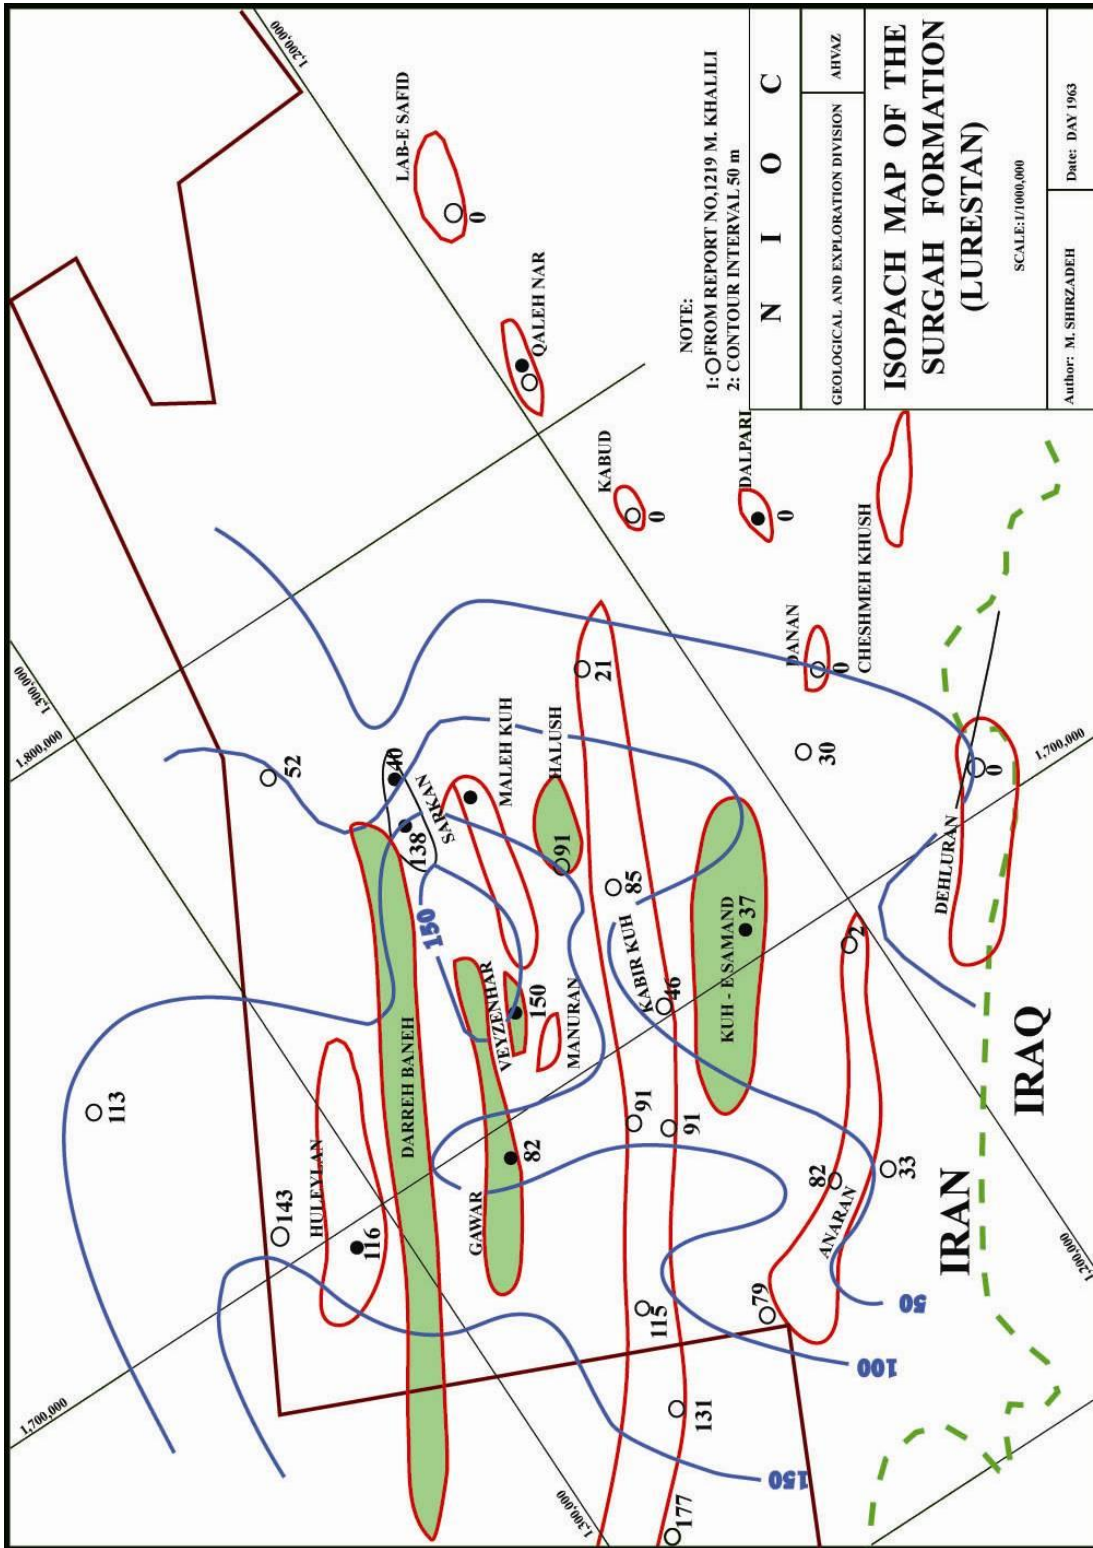 1,200,000
LAB-E SAFID
0
QALEH NAR
NOTE:
1:○FROM REPORT NO,1219 M. KHALILI
2: CONTOUR INTERVAL 50 m
N I O C
GEOLOGICAL AND EXPLORATION DIVISION
AHVAZ
ISOPACH MAP OF THE
SURGAH FORMATION
(LURESTAN)
SCALE:1/1000,000
Author: M. SHIRZADEH
Date: DAY 1963
KABUD
0
DALPARI
0
CHESHMEH KHUSH
DANAN
0
1,300,000
1,800,000
52
40
138
SARKAN
MALEH KUH
HALUSH
91
21
30
85
KABIR KUH
46
KUH - E SAMAND
37
DEHLURAN
0
1,700,000
2
150
VEYZENHAR
150
MANURAN
DARREH BANEH
HULEYLAN
113
143
116
GAWAR
82
91
91
82
ANARAN
33
79
115
131
177
50
100
150
IRAN
IRAQ
1,200,000
1,700,000
1,300,000